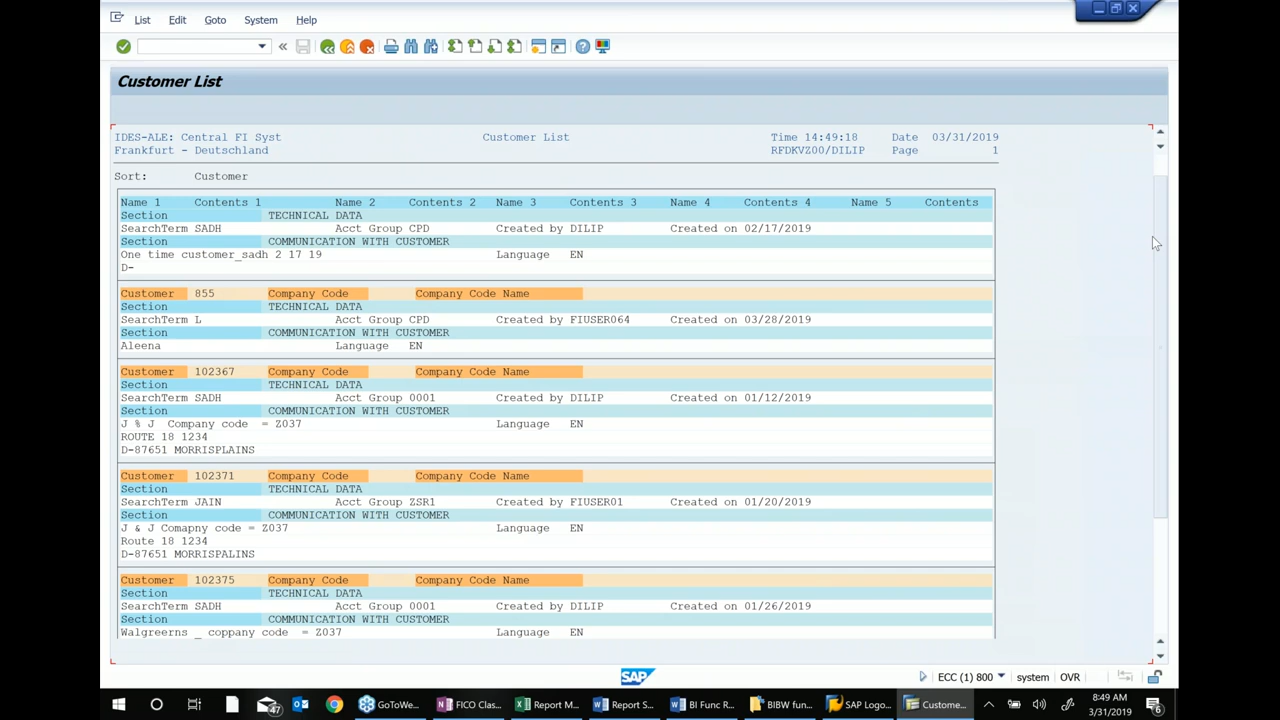 List Edit Goto System Help
Customer List
IDES-ALE: Central FI Syst Customer List Time 14:49:18 Date 03/31/2019
Frankfurt - Deutschland RFDKVZ00/DILIP Page 1
Sort: Customer
Name 1 Contents 1 Name 2 Contents 2 Name 3 Contents 3 Name 4 Contents 4 Name 5 Contents
Section TECHNICAL DATA
SearchTerm SADH Acct Group CPD Created by DILIP Created on 02/17/2019
Section COMMUNICATION WITH CUSTOMER
One time customer_sadh 2 17 19 Language EN
D-
Customer 855 Company Code Company Code Name
Section TECHNICAL DATA
SearchTerm L Acct Group CPD Created by FIUSER064 Created on 03/28/2019
Section COMMUNICATION WITH CUSTOMER
Aleena Language EN
Customer 102367 Company Code Company Code Name
Section TECHNICAL DATA
SearchTerm SADH Acct Group 0001 Created by DILIP Created on 01/12/2019
Section COMMUNICATION WITH CUSTOMER
J % J Company code = Z037 Language EN
ROUTE 18 1234
D-87651 MORRISPLAINS
Customer 102371 Company Code Company Code Name
Section TECHNICAL DATA
SearchTerm JAIN Acct Group ZSR1 Created by FIUSER01 Created on 01/20/2019
Section COMMUNICATION WITH CUSTOMER
J & J Comapny code = Z037 Language EN
Route 18 1234
D-87651 MORRISPALINS
Customer 102375 Company Code Company Code Name
Section TECHNICAL DATA
SearchTerm SADH Acct Group 0001 Created by DILIP Created on 01/26/2019
Section COMMUNICATION WITH CUSTOMER
Walgreerns _ coppany code = Z037 Language EN
SAP
ECC (1) 800 system OVR
47 GoToWe... FICO Clas... Report M... Report S... BI Func R... BIBW fun... SAP Logo... Custome... 8:49 AM
3/31/2019 6